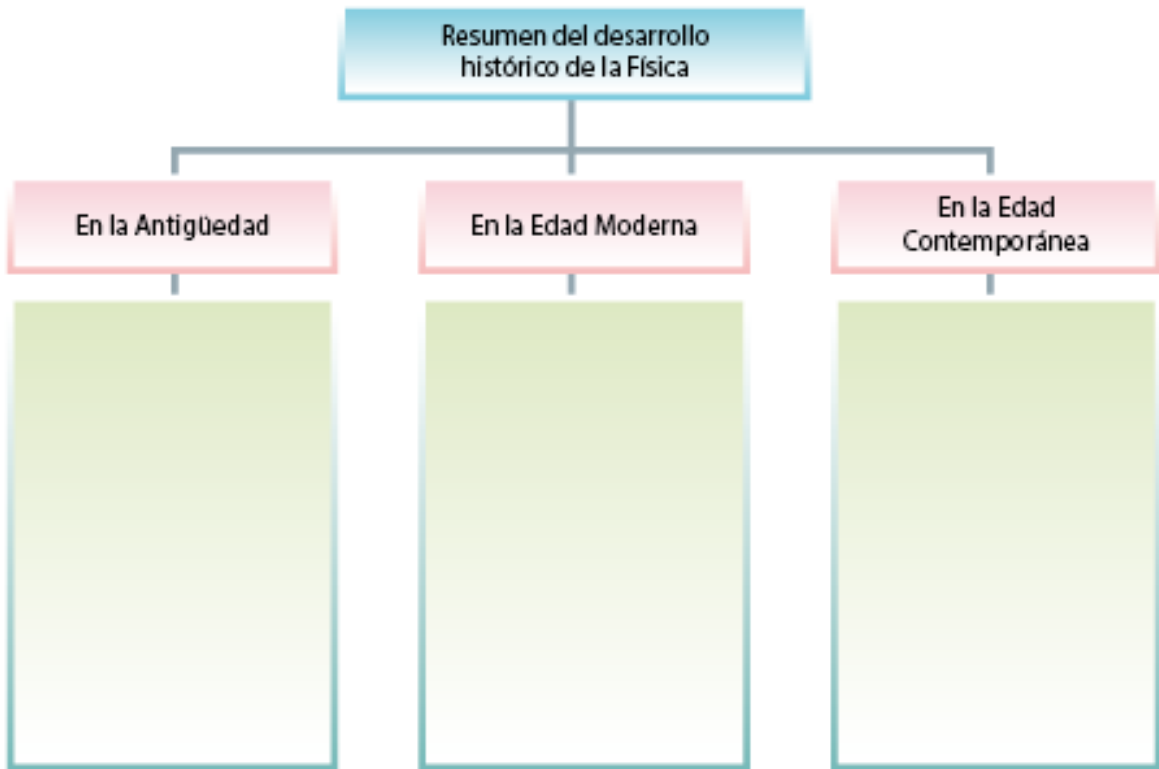 Resumen del desarrollo
histórico de la Física
En la Antigüedad
En la Edad Moderna
En la Edad
Contemporánea